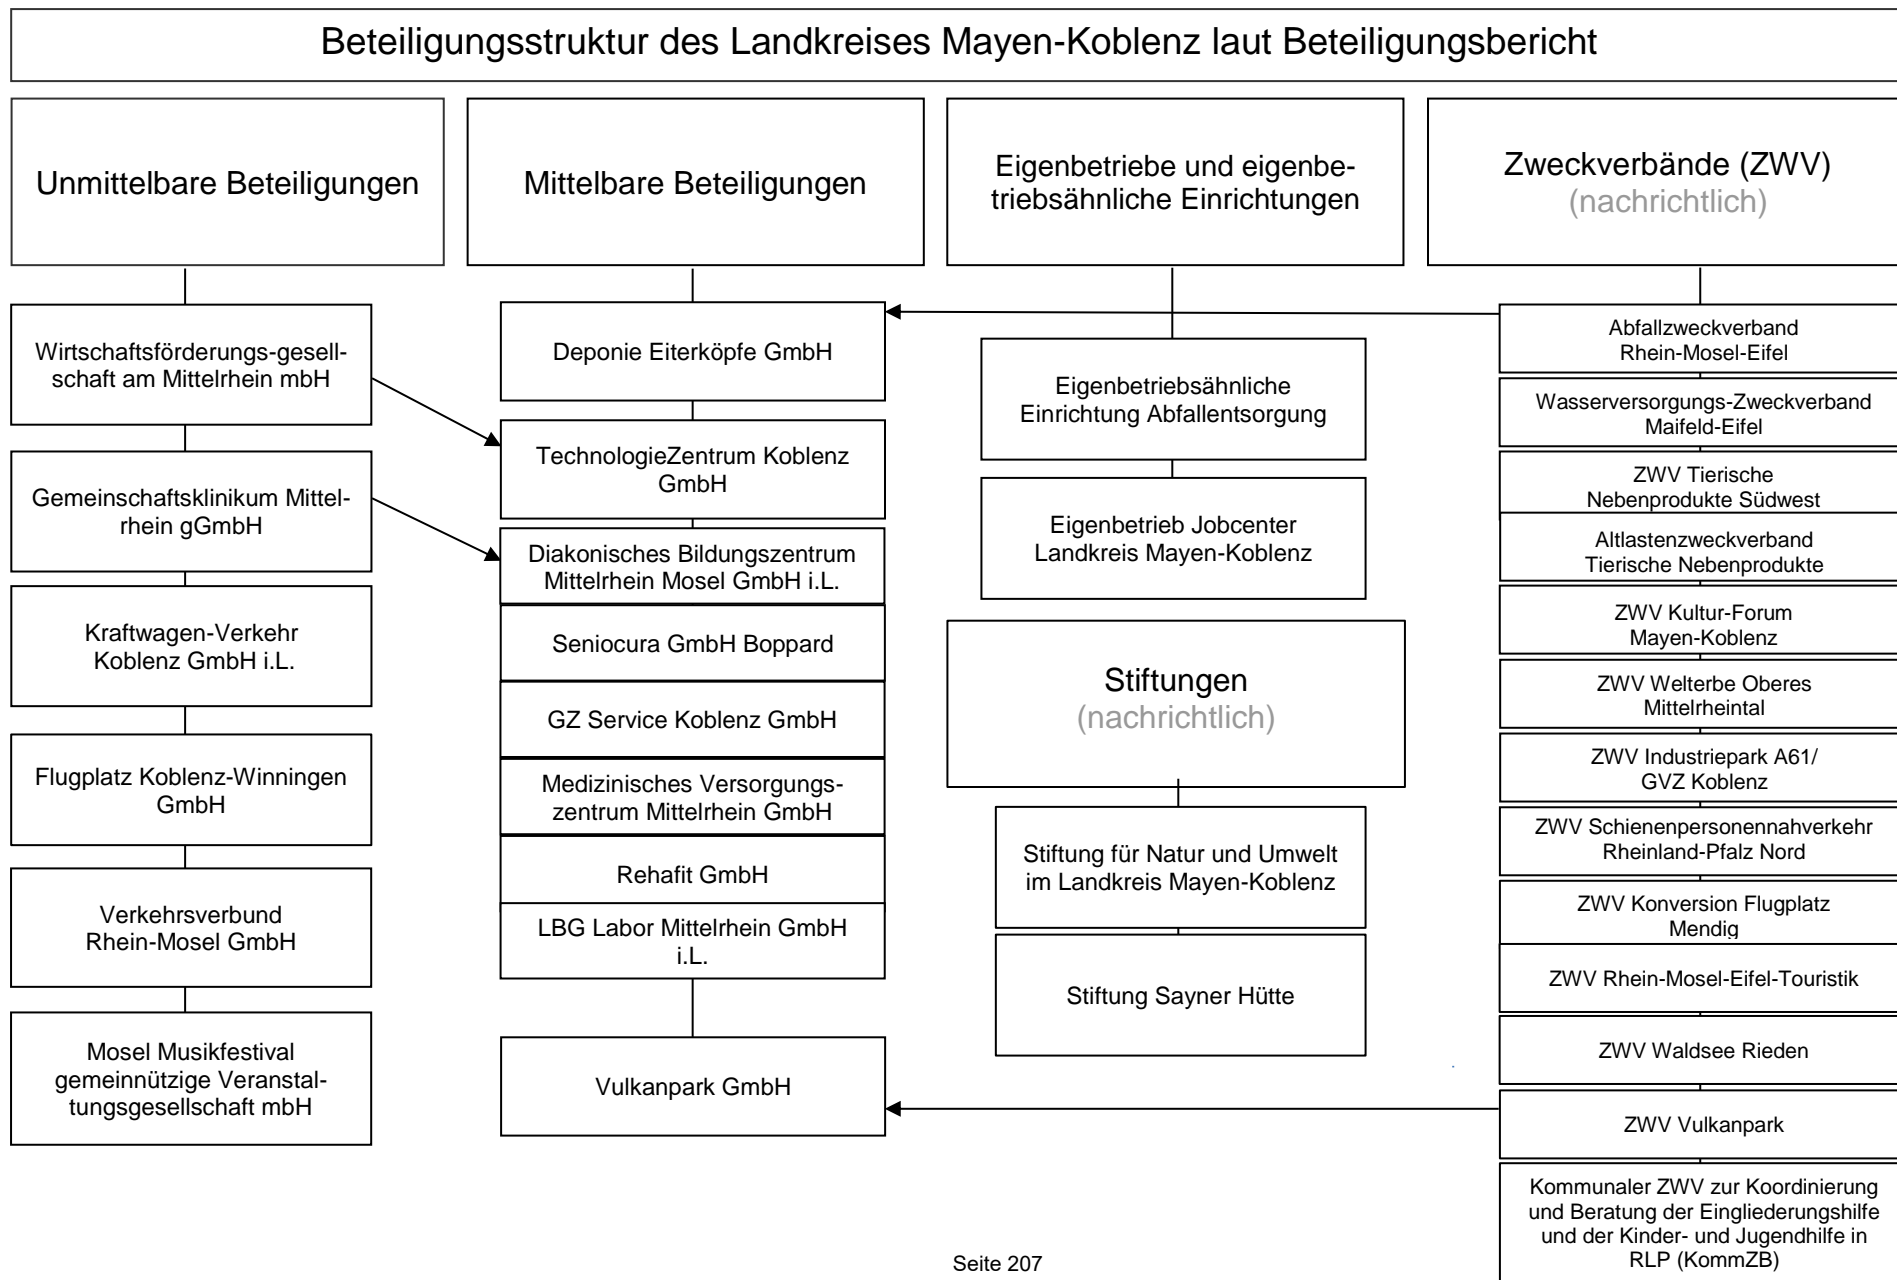 Beteiligungsstruktur des Landkreises Mayen-Koblenz laut Beteiligungsbericht
Unmittelbare Beteiligungen
Wirtschaftsförderungs-gesell-
schaft am Mittelrhein mbH
Gemeinschaftsklinikum Mittel-
rhein gGmbH
Kraftwagen-Verkehr
Koblenz GmbH i.L.
Flugplatz Koblenz-Winningen
GmbH
Verkehrsverbund
Rhein-Mosel GmbH
Mosel Musikfestival
gemeinnützige Veranstal-
tungsgesellschaft mbH
Mittelbare Beteiligungen
Deponie Eiterköpfe GmbH
TechnologieZentrum Koblenz
GmbH
Diakonisches Bildungszentrum
Mittelrhein Mosel GmbH i.L.
Seniocura GmbH Boppard
GZ Service Koblenz GmbH
Medizinisches Versorgungs-
zentrum Mittelrhein GmbH
Rehafit GmbH
LBG Labor Mittelrhein GmbH
i.L.
Vulkanpark GmbH
Eigenbetriebe und eigenbe-
triebsähnliche Einrichtungen
Eigenbetriebsähnliche
Einrichtung Abfallentsorgung
Eigenbetrieb Jobcenter
Landkreis Mayen-Koblenz
Stiftungen
(nachrichtlich)
Stiftung für Natur und Umwelt
im Landkreis Mayen-Koblenz
Stiftung Sayner Hütte
Zweckverbände (ZWV)
(nachrichtlich)
Abfallzweckverband
Rhein-Mosel-Eifel
Wasserversorgungs-Zweckverband
Maifeld-Eifel
ZWV Tierische
Nebenprodukte Südwest
Altlastenzweckverband
Tierische Nebenprodukte
ZWV Kultur-Forum
Mayen-Koblenz
ZWV Welterbe Oberes
Mittelrheintal
ZWV Industriepark A61/
GVZ Koblenz
ZWV Schienenpersonennahverkehr
Rheinland-Pfalz Nord
ZWV Konversion Flugplatz
Mendig
ZWV Rhein-Mosel-Eifel-Touristik
ZWV Waldsee Rieden
ZWV Vulkanpark
Kommunaler ZWV zur Koordinierung
und Beratung der Eingliederungshilfe
und der Kinder- und Jugendhilfe in
RLP (KommZB)
Seite 207